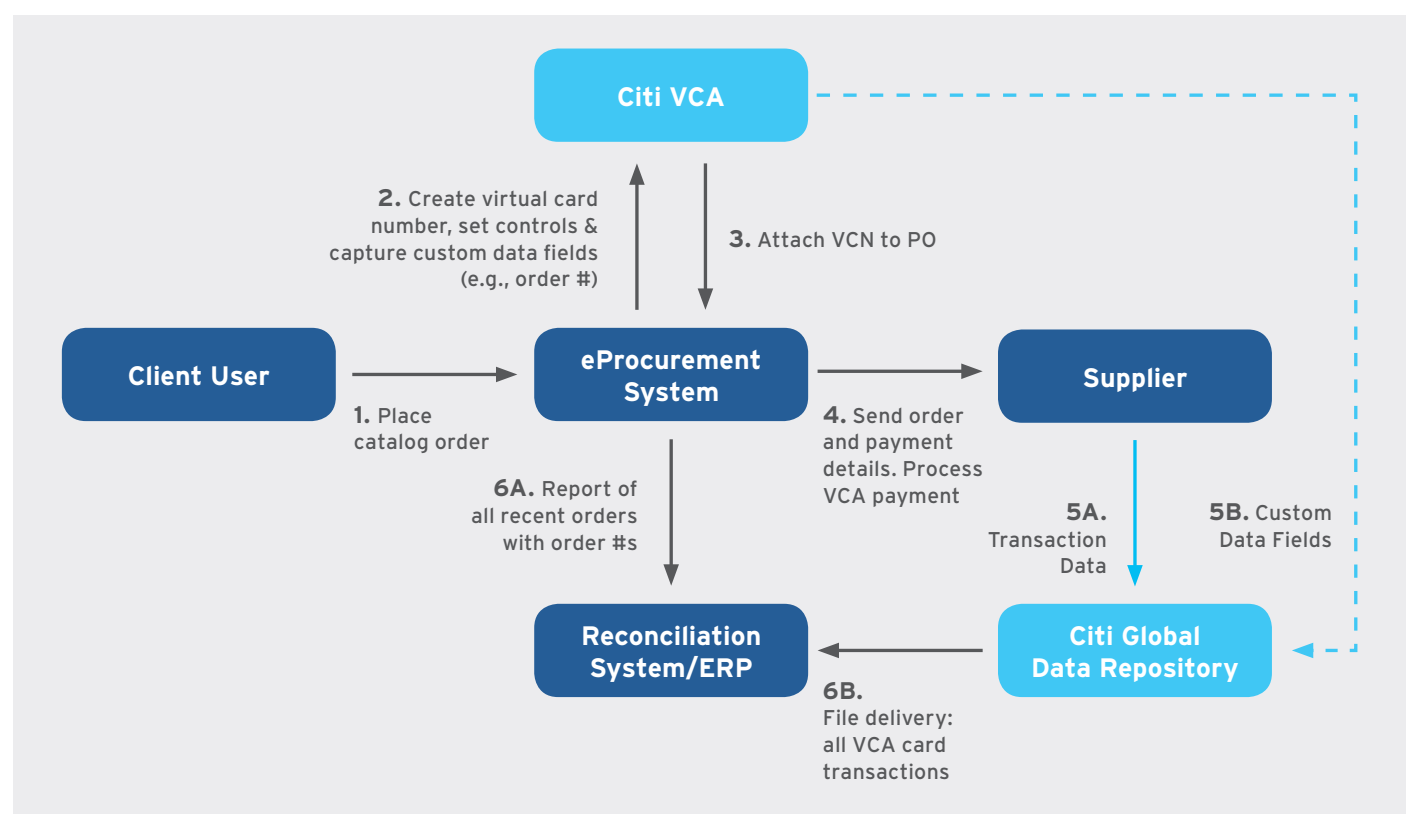 Citi VCA
2. Create virtual card
number, set controls &
capture custom data fields
(e.g., order #)
3. Attach VCN to PO
Client User
eProcurement
System
Supplier
1. Place
catalog order
4. Send order
and payment
details. Process
VCA payment
6A. Report of
all recent orders
with order #s
5A.
Transaction
Data
5B. Custom
Data Fields
Reconciliation
System/ERP
Citi Global
Data Repository
6B.
File delivery:
all VCA card
transactions